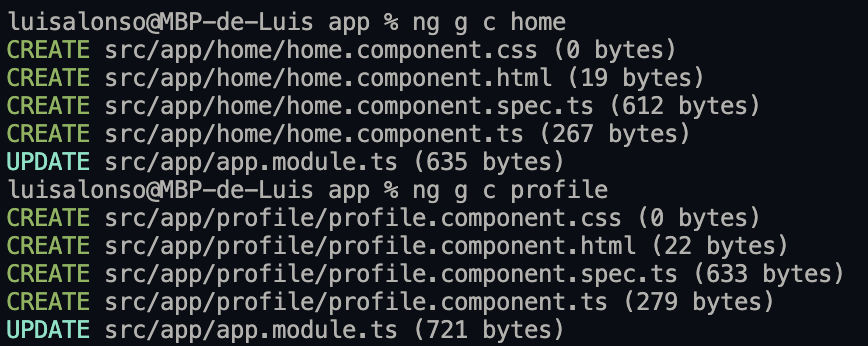 luisalonso@MBP-de-Luis app % ng g c home
CREATE src/app/home/home.component.css (0 bytes)
CREATE src/app/home/home.component.html (19 bytes)
CREATE src/app/home/home.component.spec.ts (612 bytes)
CREATE src/app/home/home.component.ts (267 bytes)
UPDATE src/app/app.module.ts (635 bytes)
luisalonso@MBP-de-Luis app % ng g c profile
CREATE src/app/profile/profile.component.css (0 bytes)
CREATE src/app/profile/profile.component.html (22 bytes)
CREATE src/app/profile/profile.component.spec.ts (633 bytes)
CREATE src/app/profile/profile.component.ts (279 bytes)
UPDATE src/app/app.module.ts (721 bytes)